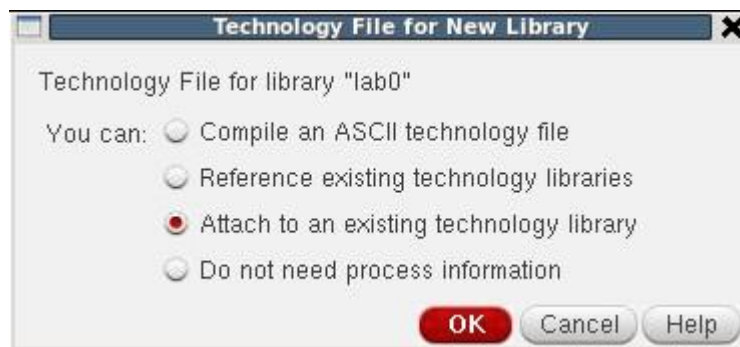 Technology File for New Library
Technology File for library "lab0"
You can: Compile an ASCII technology file
Reference existing technology libraries
Attach to an existing technology library
Do not need process information
OK Cancel Help